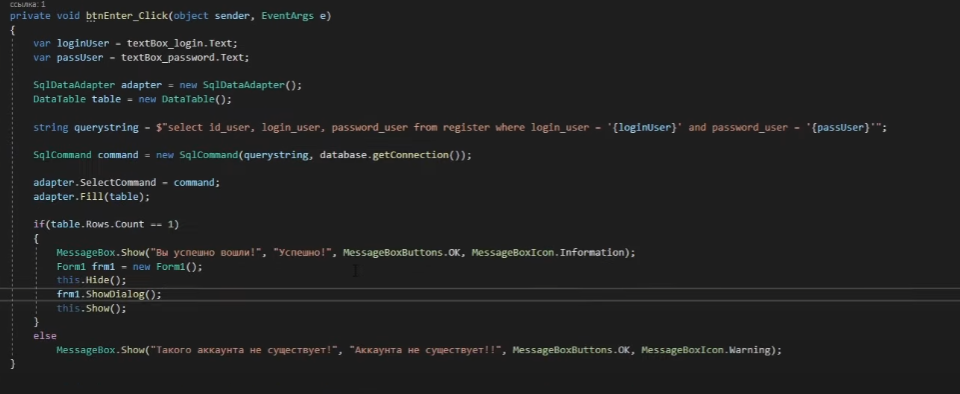 ссылка: 1
private void btnEnter_Click(object sender, EventArgs e)
{
var loginUser = textBox_login.Text;
var passUser = textBox_password.Text;
SqlDataAdapter adapter = new SqlDataAdapter();
DataTable table = new DataTable();
string querystring = $"select id_user, login_user, password_user from register where login_user = '{loginUser}' and password_user = '{passUser}'";
SqlCommand command = new SqlCommand(querystring, database.getConnection());
adapter.SelectCommand = command;
adapter.Fill(table);
if(table.Rows.Count == 1)
{
MessageBox.Show("Вы успешно вошли!", "Успешно!", MessageBoxButtons.OK, MessageBoxIcon.Information);
Form1 frm1 = new Form1();
this.Hide();
frm1.ShowDialog();
this.Show();
}
else
MessageBox.Show("Такого аккаунта не существует!", "Аккаунта не существует!!", MessageBoxButtons.OK, MessageBoxIcon.Warning);
}